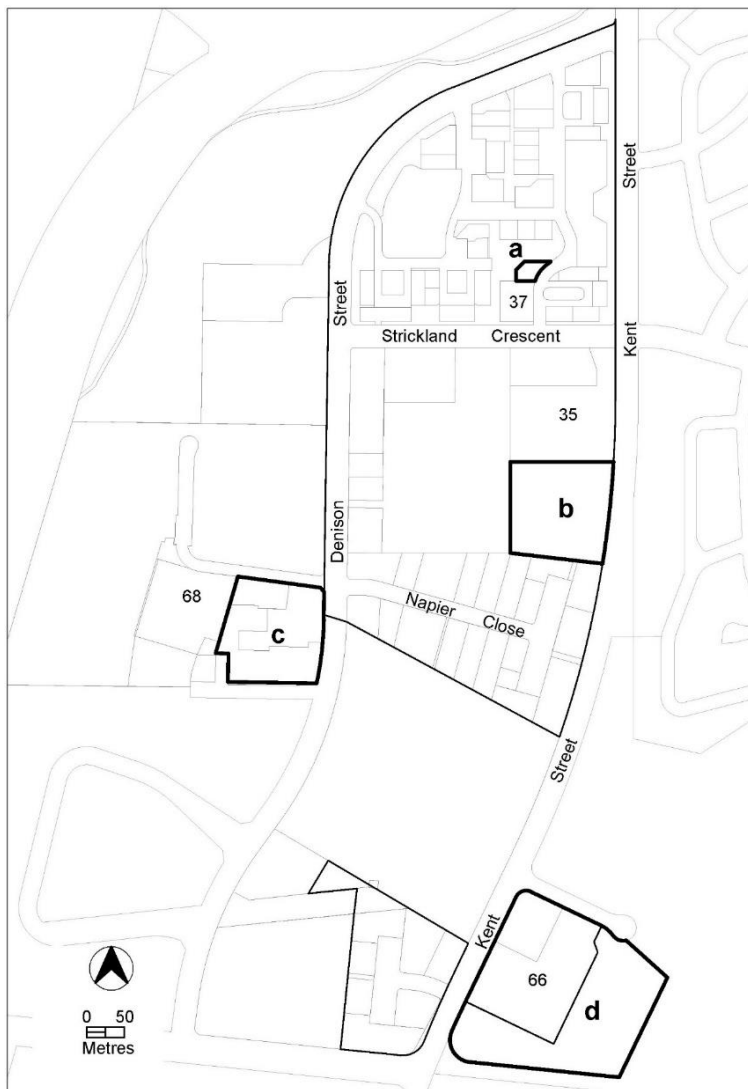 Street
a
37
Street
Strickland Crescent
Kent
35
b
Denison
68
Napier Close
c
Street
Kent
66
d
0 50
Metres